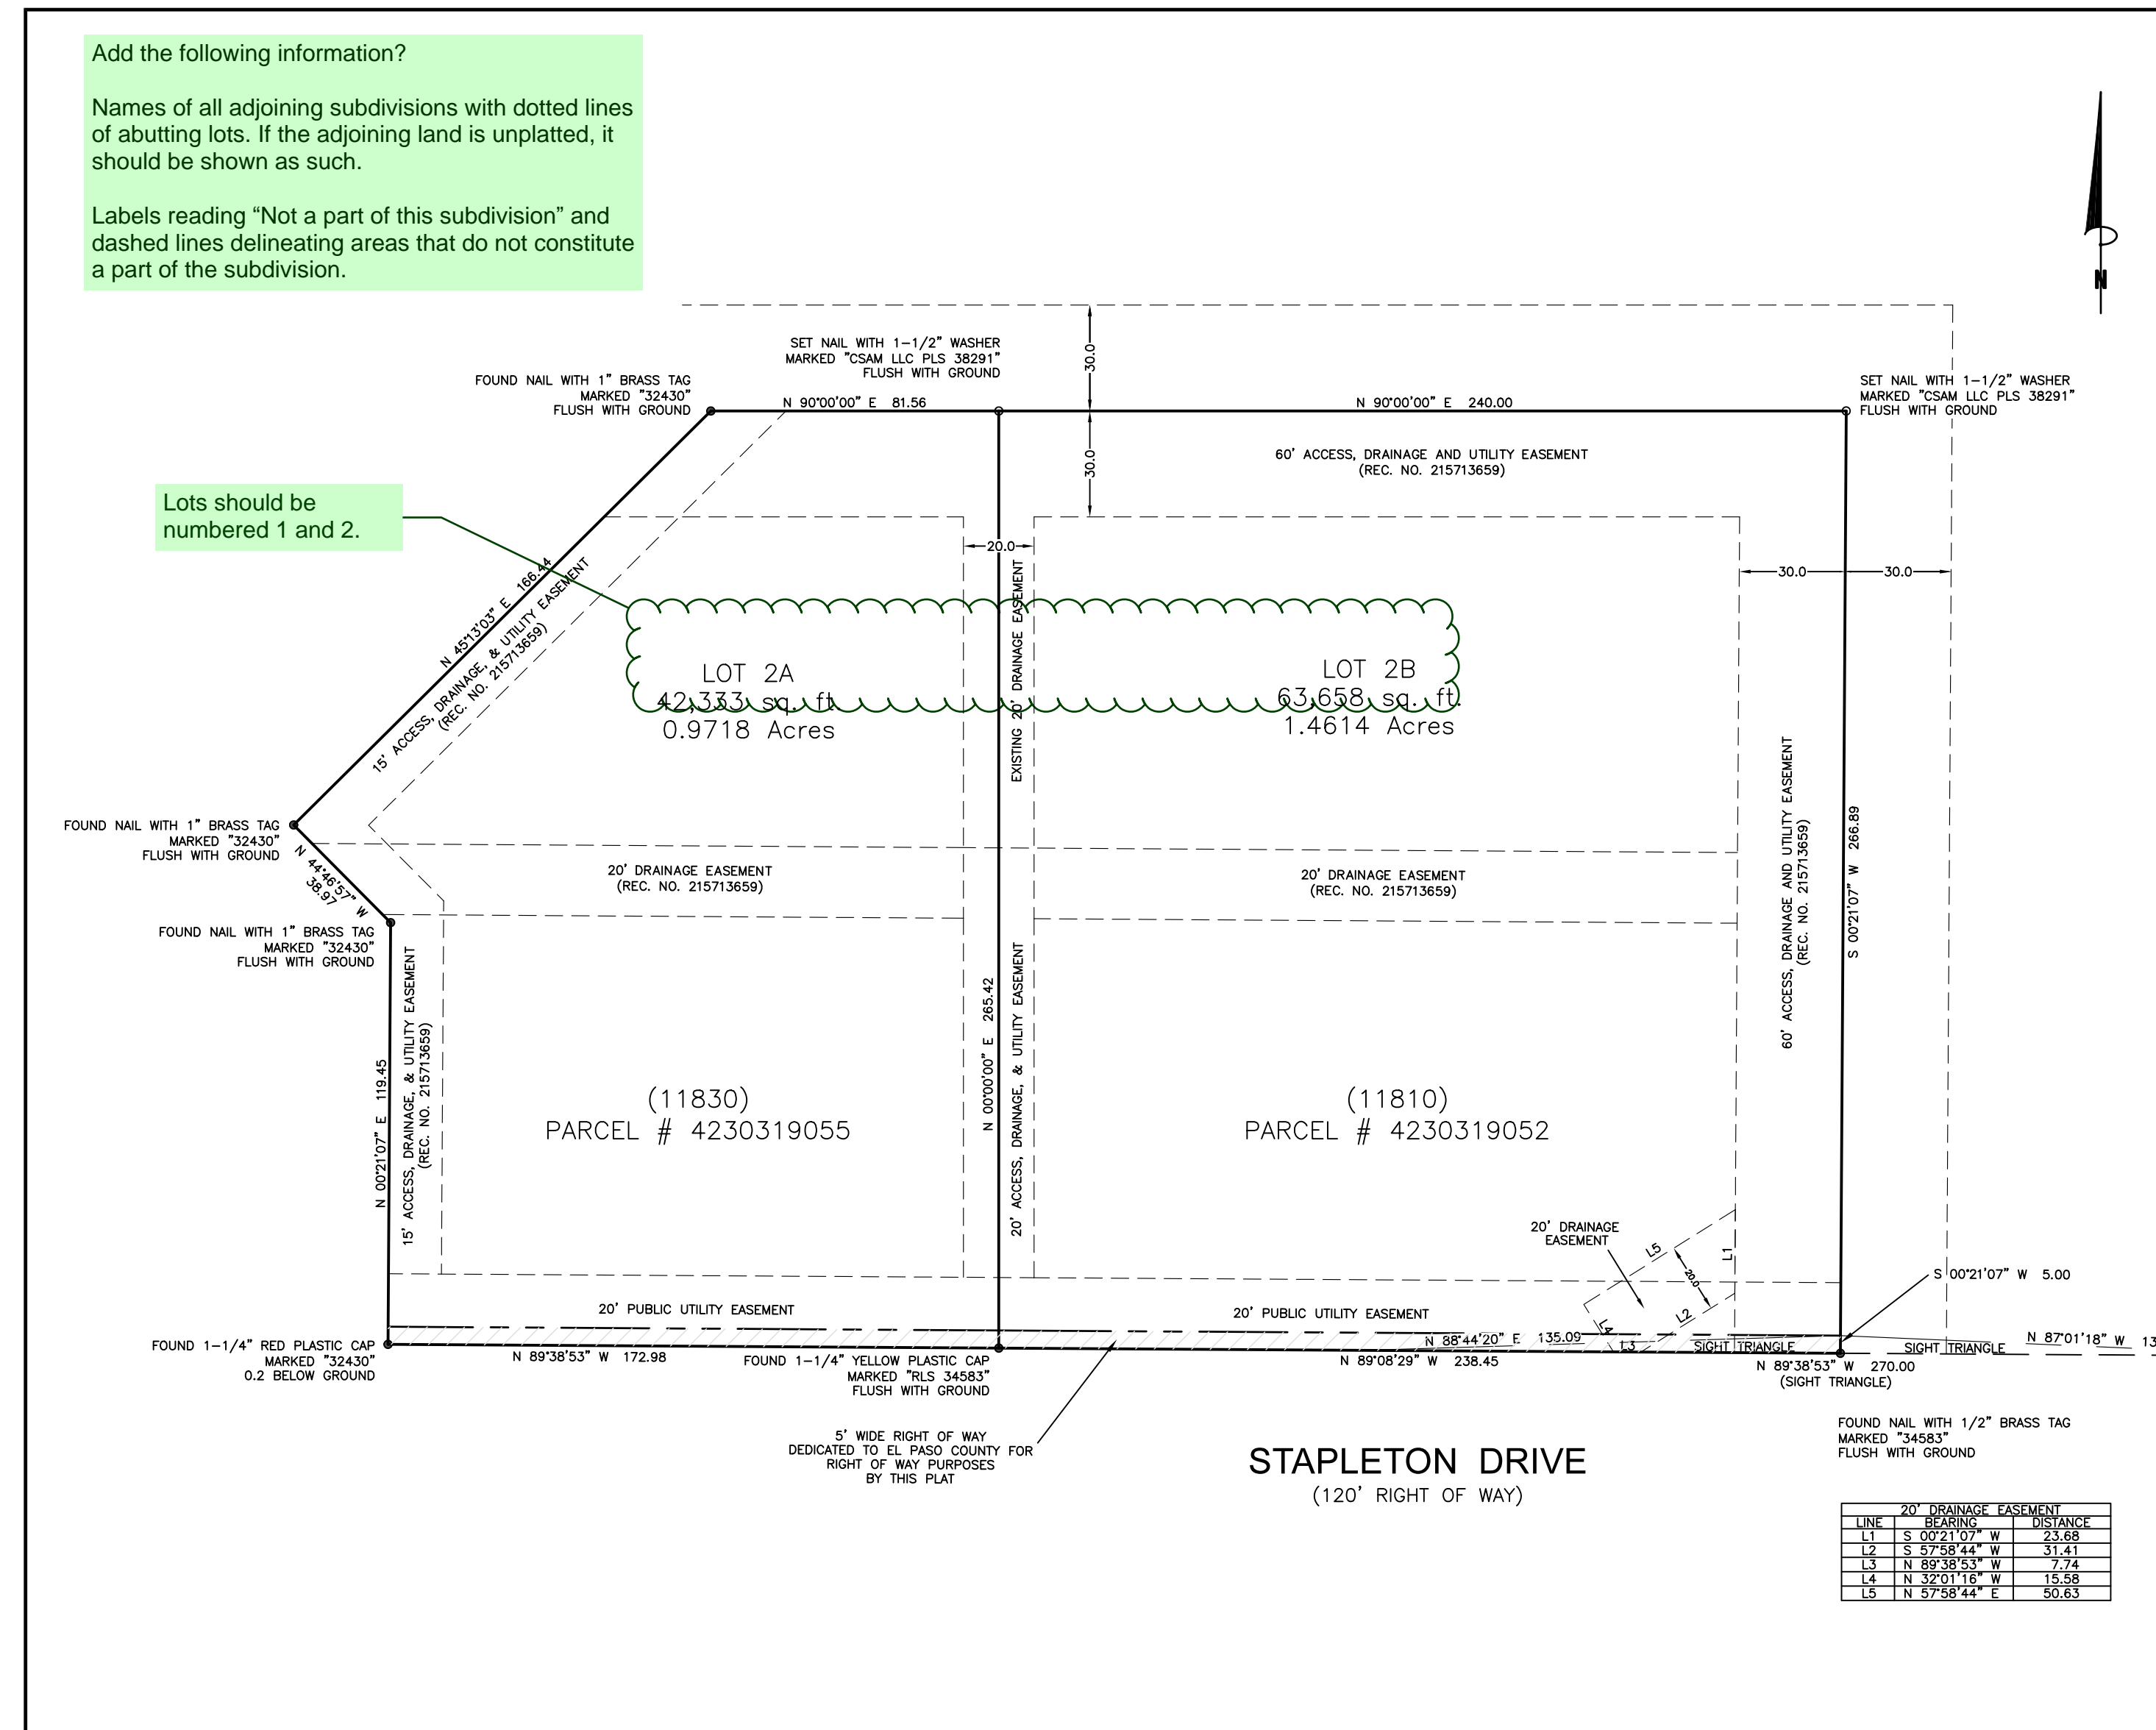 Add the following information?
Names of all adjoining subdivisions with dotted lines
of abutting lots. If the adjoining land is unplatted, it
should be shown as such.
Labels reading “Not a part of this subdivision” and
dashed lines delineating areas that do not constitute
a part of the subdivision.
N
SET NAIL WITH 1-1/2" WASHER
MARKED "CSAM LLC PLS 38291"
FLUSH WITH GROUND
30.0
FOUND NAIL WITH 1" BRASS TAG
MARKED "32430"
FLUSH WITH GROUND
SET NAIL WITH 1-1/2" WASHER
MARKED "CSAM LLC PLS 38291"
FLUSH WITH GROUND
N 90°00'00" E 81.56
N 90°00'00" E 240.00
30.0
60' ACCESS, DRAINAGE AND UTILITY EASEMENT
(REC. NO. 215713659)
Lots should be
numbered 1 and 2.
20.0
30.0
30.0
N 45°13'03" E 166.44
15' ACCESS, DRAINAGE, & UTILITY EASEMENT
(REC. NO. 215713659)
EXISTING 20' DRAINAGE EASEMENT
LOT 2A
42,333 sq. ft.
0.9718 Acres
LOT 2B
63,658 sq. ft.
1.4614 Acres
60' ACCESS, DRAINAGE AND UTILITY EASEMENT
(REC. NO. 215713659)
S 00°21'07" W 266.89
FOUND NAIL WITH 1" BRASS TAG
MARKED "32430"
FLUSH WITH GROUND
N 44°46'57" W
38.97
20' DRAINAGE EASEMENT
(REC. NO. 215713659)
20' DRAINAGE EASEMENT
(REC. NO. 215713659)
FOUND NAIL WITH 1" BRASS TAG
MARKED "32430"
FLUSH WITH GROUND
N 00°21'07" E 119.45
15' ACCESS, DRAINAGE, & UTILITY EASEMENT
(REC. NO. 215713659)
N 00°00'00" E 265.42
20' ACCESS, DRAINAGE, & UTILITY EASEMENT
(11830)
PARCEL # 4230319055
(11810)
PARCEL # 4230319052
20' DRAINAGE
EASEMENT
L5
L1
20.0
L2
L4
L3
S 00°21'07" W 5.00
20' PUBLIC UTILITY EASEMENT
20' PUBLIC UTILITY EASEMENT
N 88°44'20" E 135.09
SIGHT TRIANGLE
SIGHT TRIANGLE
N 87°01'18" W 13
FOUND 1-1/4" RED PLASTIC CAP
MARKED "32430"
0.2 BELOW GROUND
N 89°38'53" W 172.98
FOUND 1-1/4" YELLOW PLASTIC CAP
MARKED "RLS 34583"
FLUSH WITH GROUND
N 89°08'29" W 238.45
N 89°38'53" W 270.00
(SIGHT TRIANGLE)
5' WIDE RIGHT OF WAY
DEDICATED TO EL PASO COUNTY FOR
RIGHT OF WAY PURPOSES
BY THIS PLAT
STAPLETON DRIVE
(120' RIGHT OF WAY)
FOUND NAIL WITH 1/2" BRASS TAG
MARKED "34583"
FLUSH WITH GROUND
20' DRAINAGE EASEMENT
LINE BEARING DISTANCE
L1 S 00°21'07" W 23.68
L2 S 57°58'44" W 31.41
L3 N 89°38'53" W 7.74
L4 N 32°01'16" W 15.58
L5 N 57°58'44" E 50.63